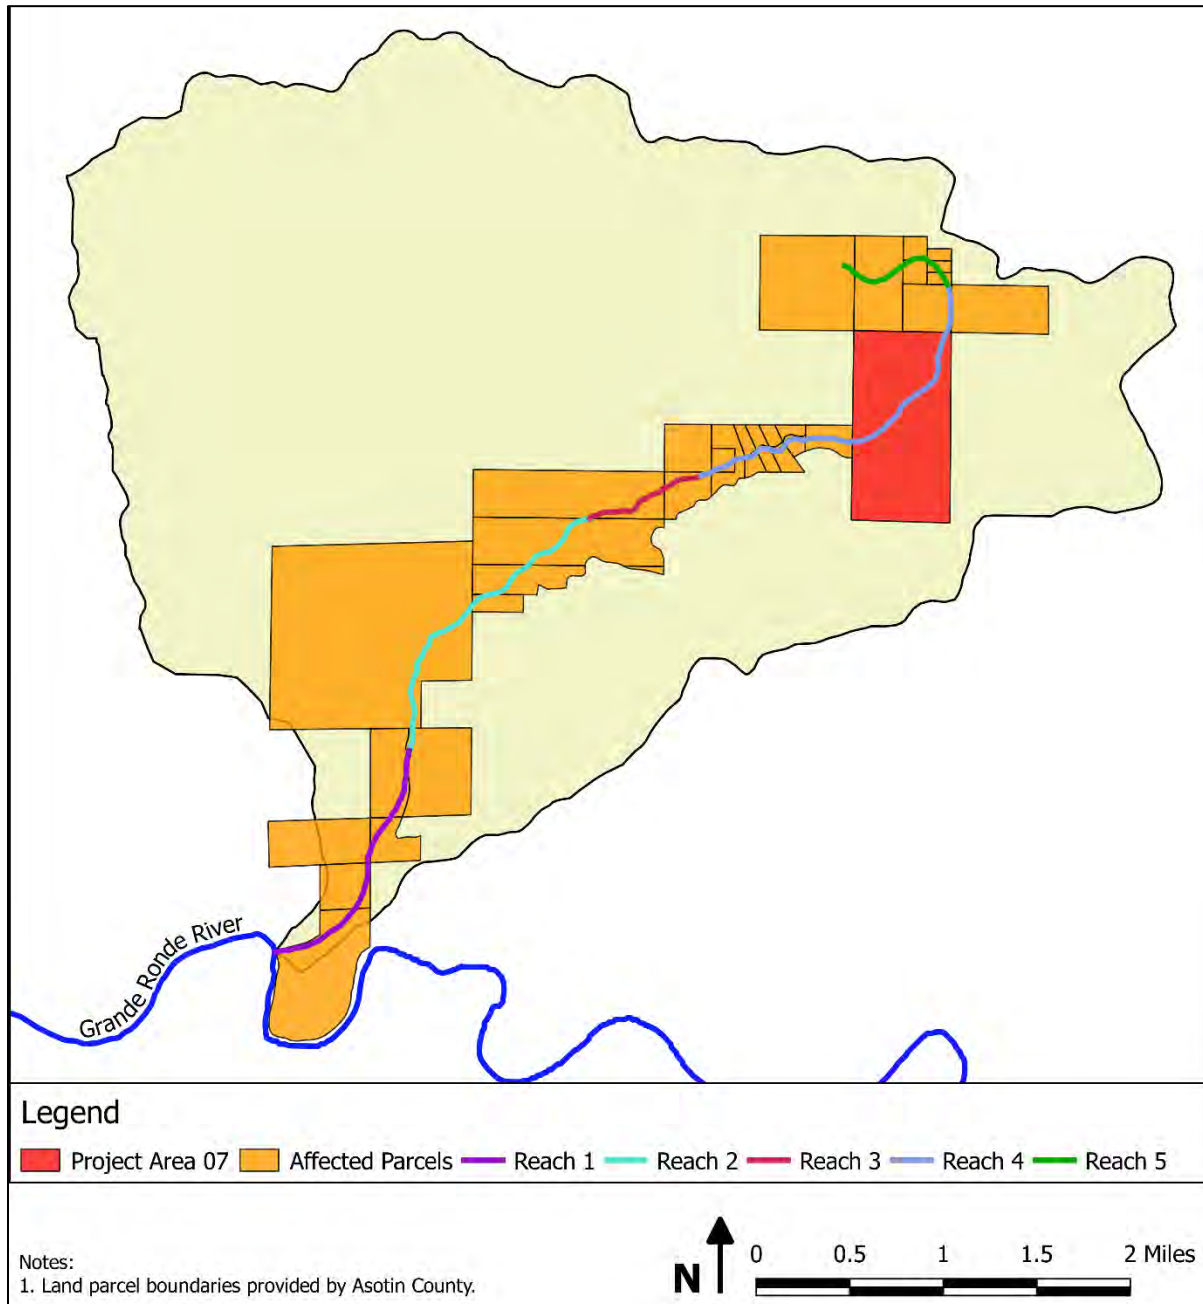 Grande Ronde River
Legend
Project Area 07 Affected Parcels Reach 1 Reach 2 Reach 3 Reach 4 Reach 5
Notes:
1. Land parcel boundaries provided by Asotin County.
N
0 0.5 1 1.5 2 Miles